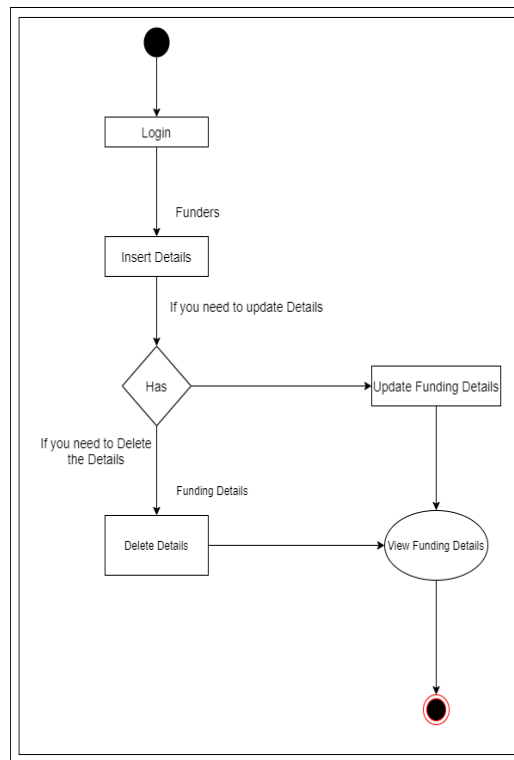 Login
Funders
Insert Details
If you need to update Details
Has
Update Funding Details
If you need to Delete
the Details
Funding Details
Delete Details
View Funding Details